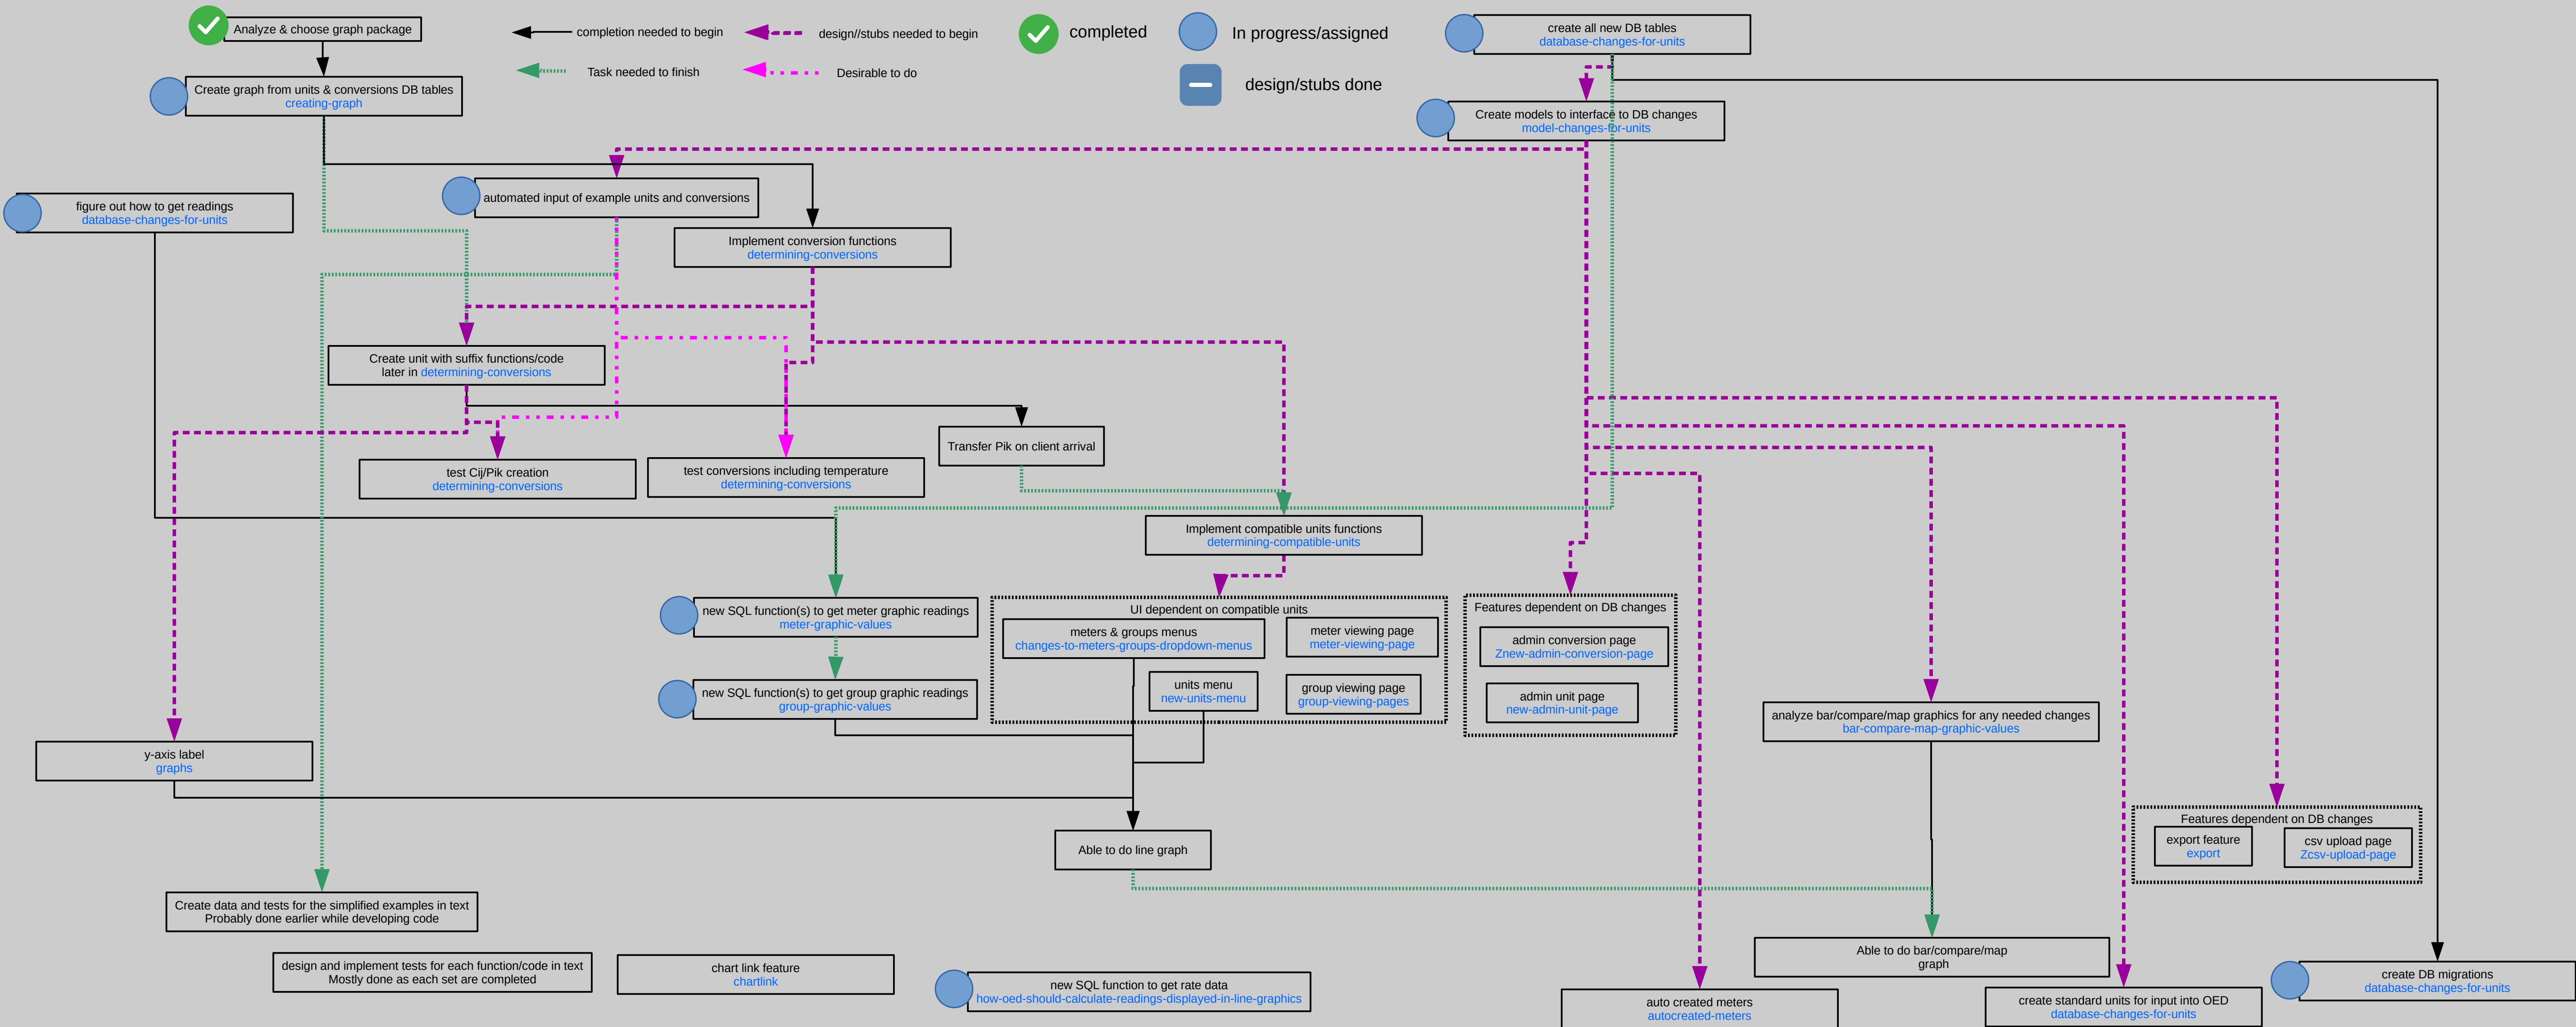 Analyze & choose graph package
completion needed to begin
design//stubs needed to begin
completed
In progress/assigned
create all new DB tables
database-changes-for-units
Task needed to finish
Desirable to do
design/stubs done
Create graph from units & conversions DB tables
creating-graph
Create models to interface to DB changes
model-changes-for-units
figure out how to get readings
database-changes-for-units
automated input of example units and conversions
Implement conversion functions
determining-conversions
Create unit with suffix functions/code
later in determining-conversions
Transfer Pik on client arrival
test Cij/Pik creation
determining-conversions
test conversions including temperature
determining-conversions
Implement compatible units functions
determining-compatible-units
new SQL function(s) to get meter graphic readings
meter-graphic-values
UI dependent on compatible units
meters & groups menus
changes-to-meters-groups-dropdown-menus
meter viewing page
meter-viewing-page
units menu
new-units-menu
group viewing page
group-viewing-pages
Features dependent on DB changes
admin conversion page
Znew-admin-conversion-page
admin unit page
new-admin-unit-page
new SQL function(s) to get group graphic readings
group-graphic-values
analyze bar/compare/map graphics for any needed changes
bar-compare-map-graphic-values
y-axis label
graphs
Features dependent on DB changes
export feature
export
csv upload page
Zcsv-upload-page
Able to do line graph
Create data and tests for the simplified examples in text
Probably done earlier while developing code
Able to do bar/compare/map
graph
design and implement tests for each function/code in text
Mostly done as each set are completed
chart link feature
chartlink
new SQL function to get rate data
how-oed-should-calculate-readings-displayed-in-line-graphics
auto created meters
autocreated-meters
create standard units for input into OED
database-changes-for-units
create DB migrations
database-changes-for-units